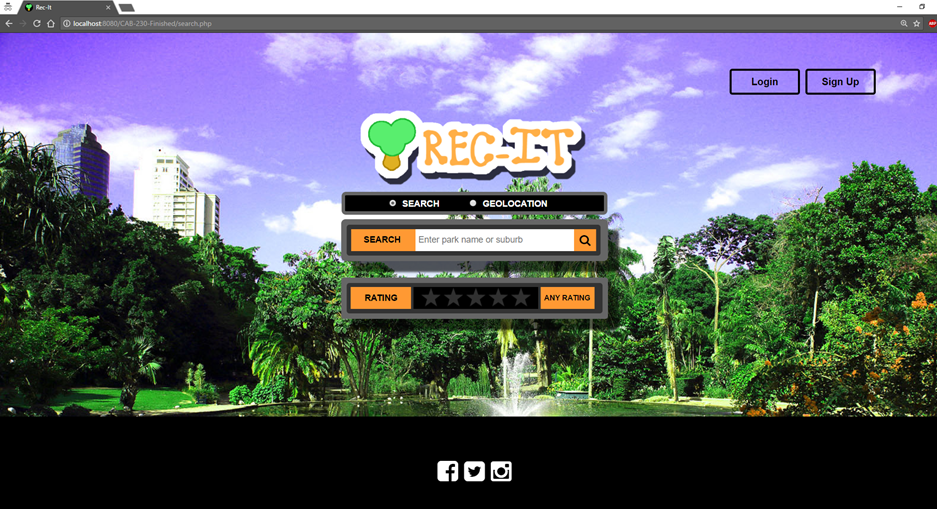 Rec-It
localhost:8080/CAB-230-Finished/search.php
ABP
Login
Sign Up
REC-IT
SEARCH
GEOLOCATION
SEARCH
Enter park name or suburb
RATING
ANY RATING